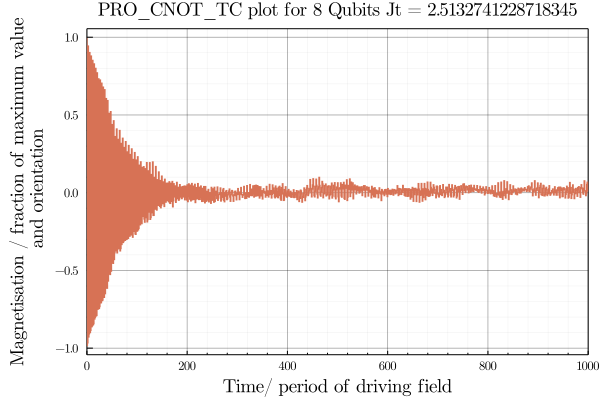 PRO_CNOT_TC plot for 8 Qubits Jt = 2.5132741228718345
Magnetisation / fraction of maximum value
and orientation
1.0
0.5
0.0
−0.5
−1.0
0 200 400 600 800 1000
Time/ period of driving field